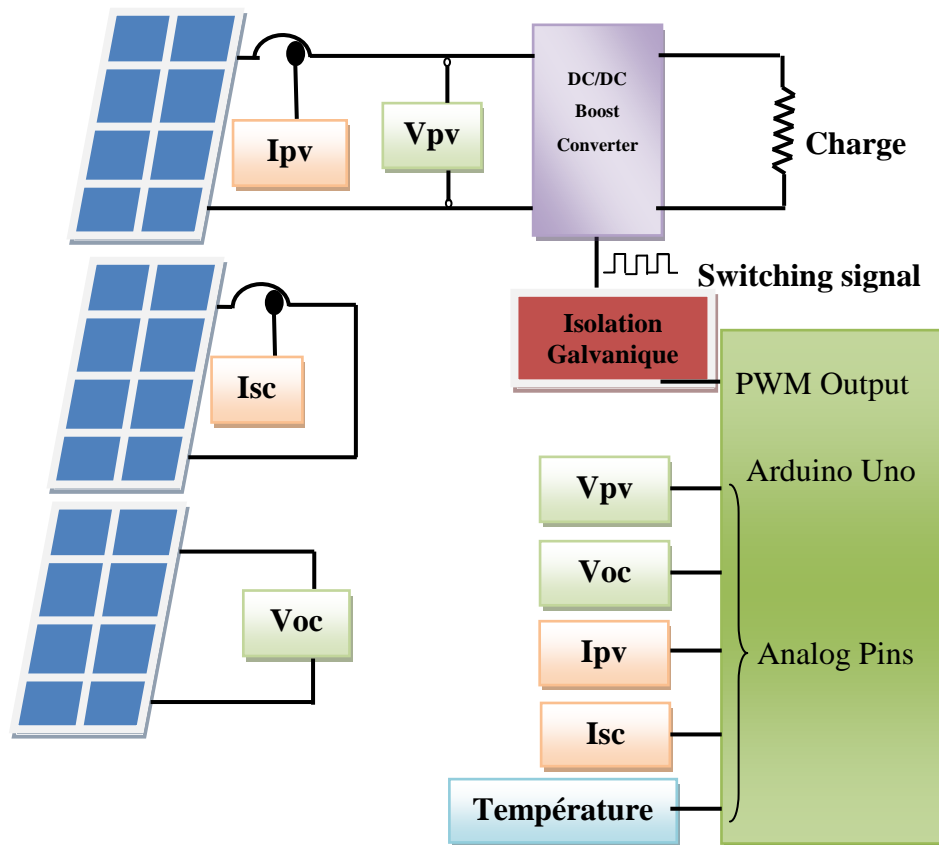 DC/DC
Boost
Converter
Ipv
Vpv
Charge
Switching signal
Isc
Isolation
Galvanique
PWM Output
Arduino Uno
Vpv
Voc
Voc
Ipv
Analog Pins
Isc
Température